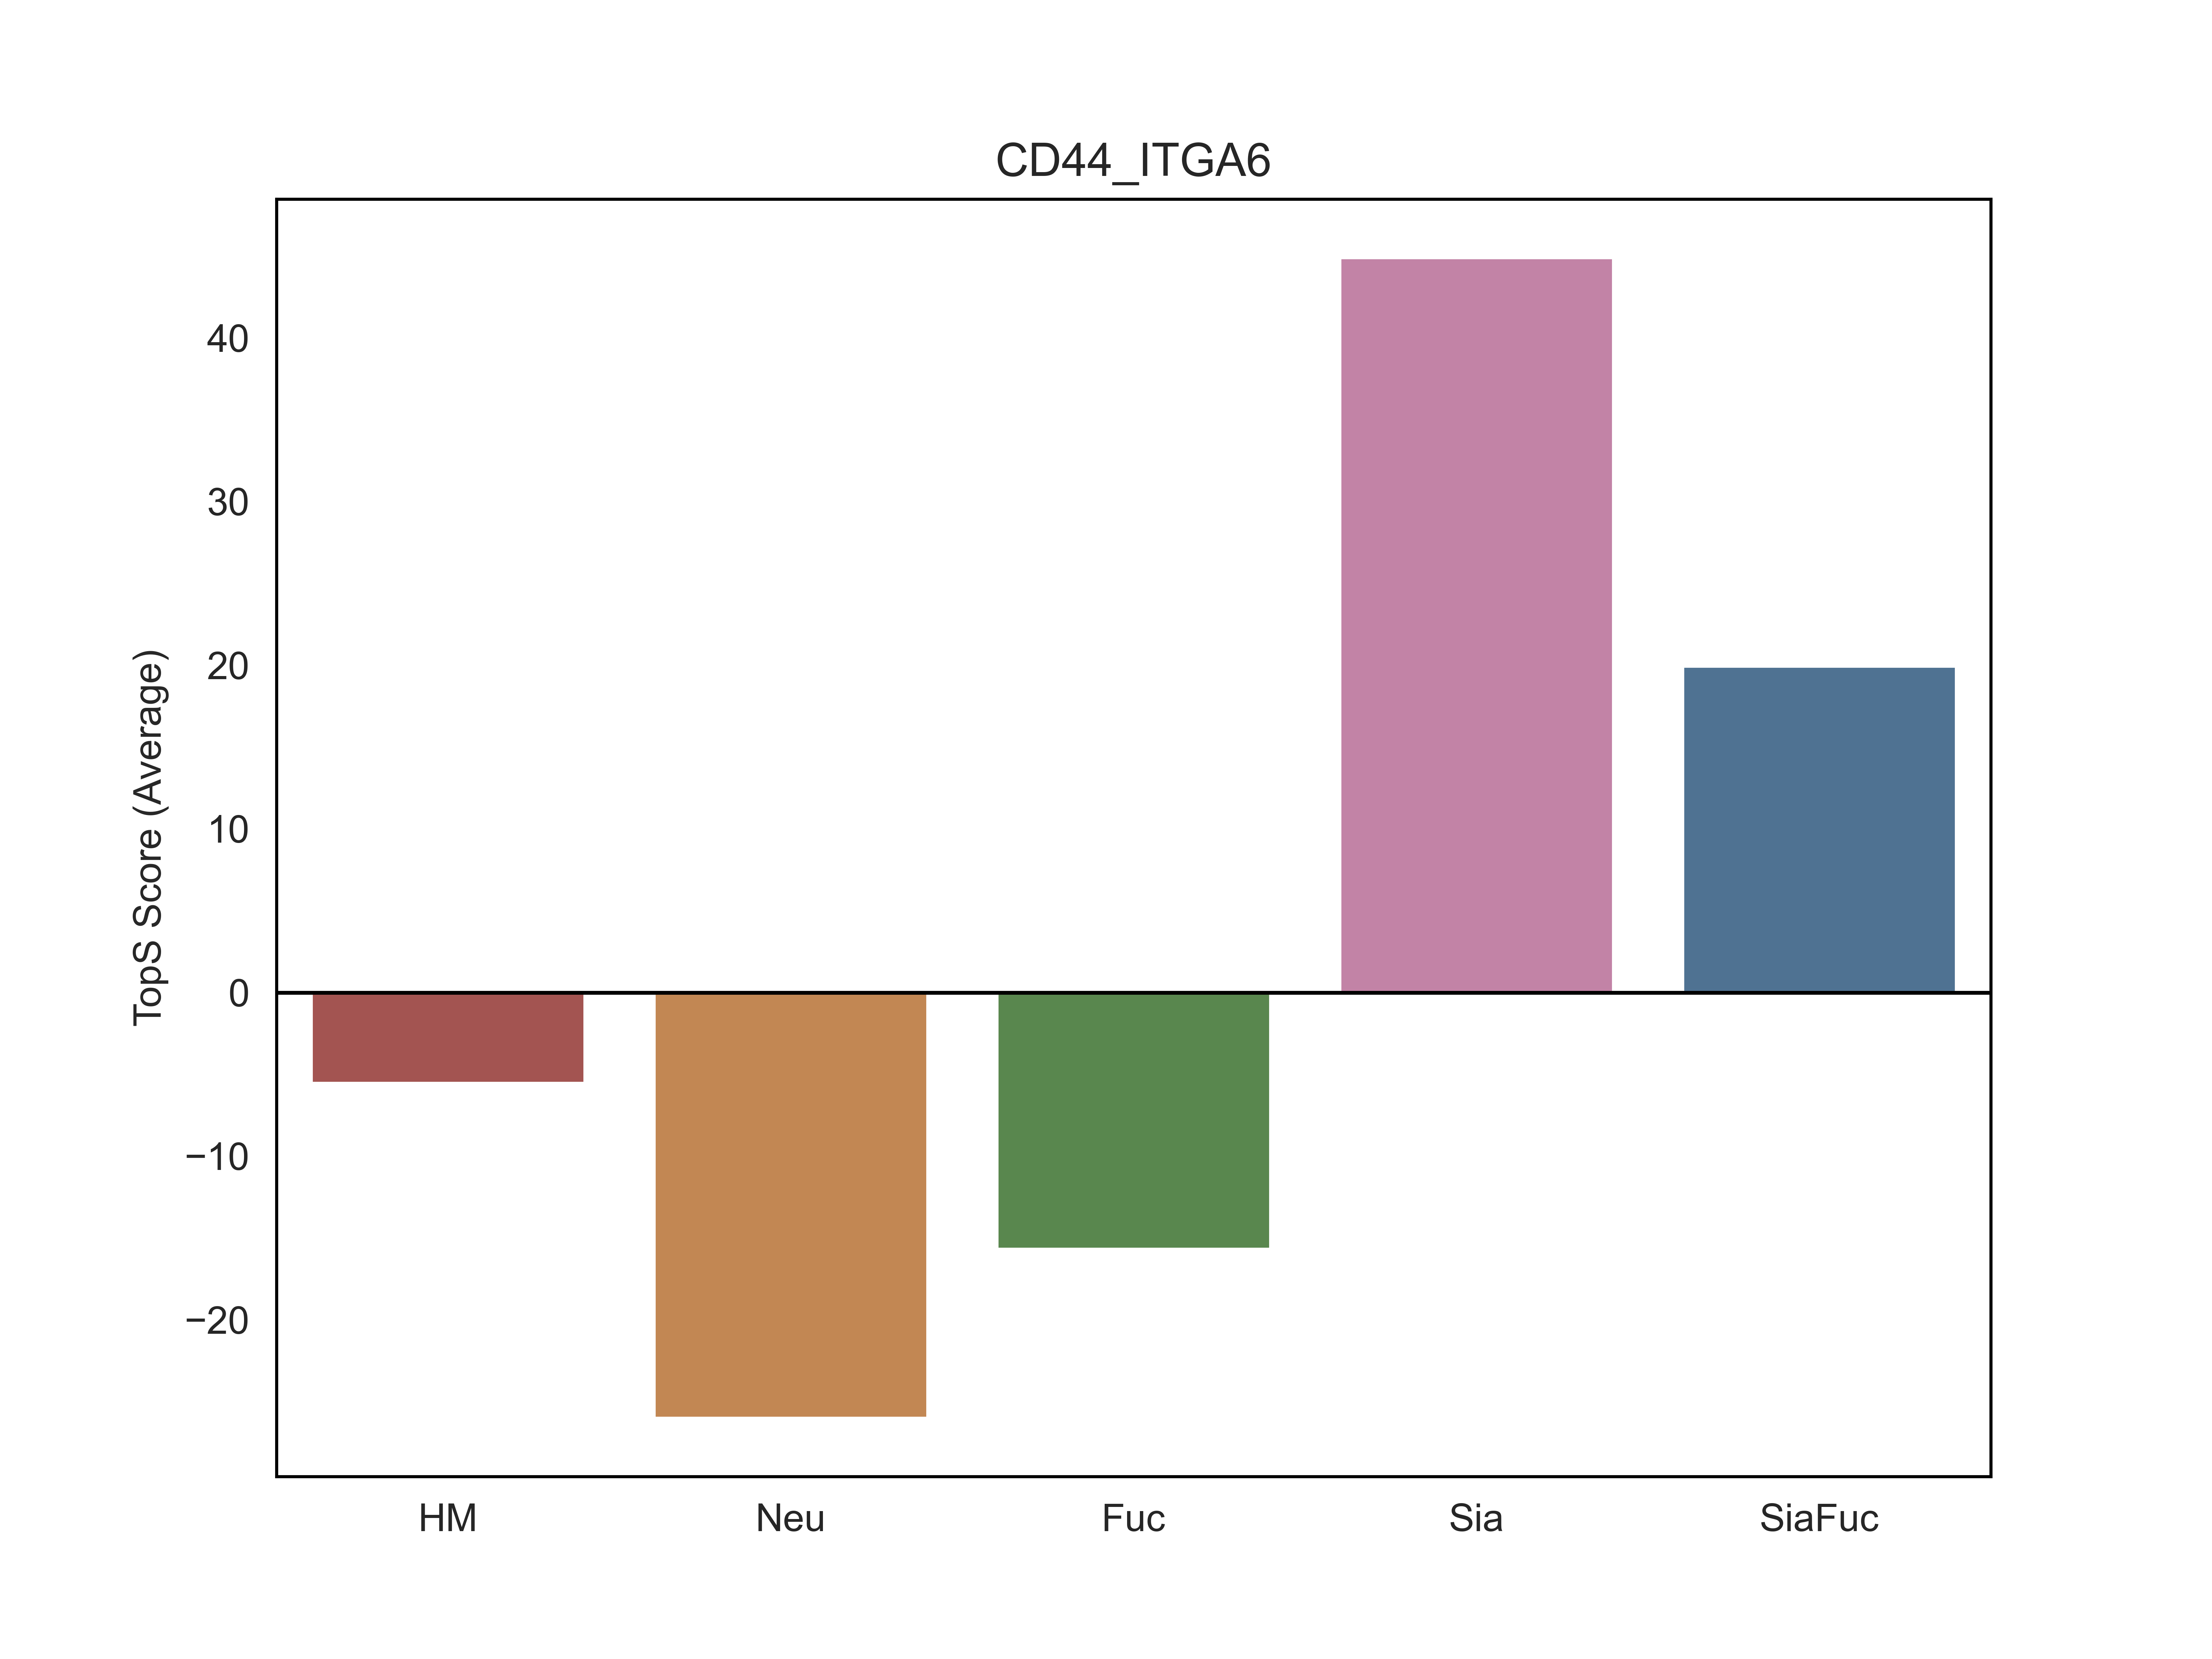 CD44_ITGA6
TopS Score (Average)
40
30
20
10
0
−10
−20
HM
Neu
Fuc
Sia
SiaFuc